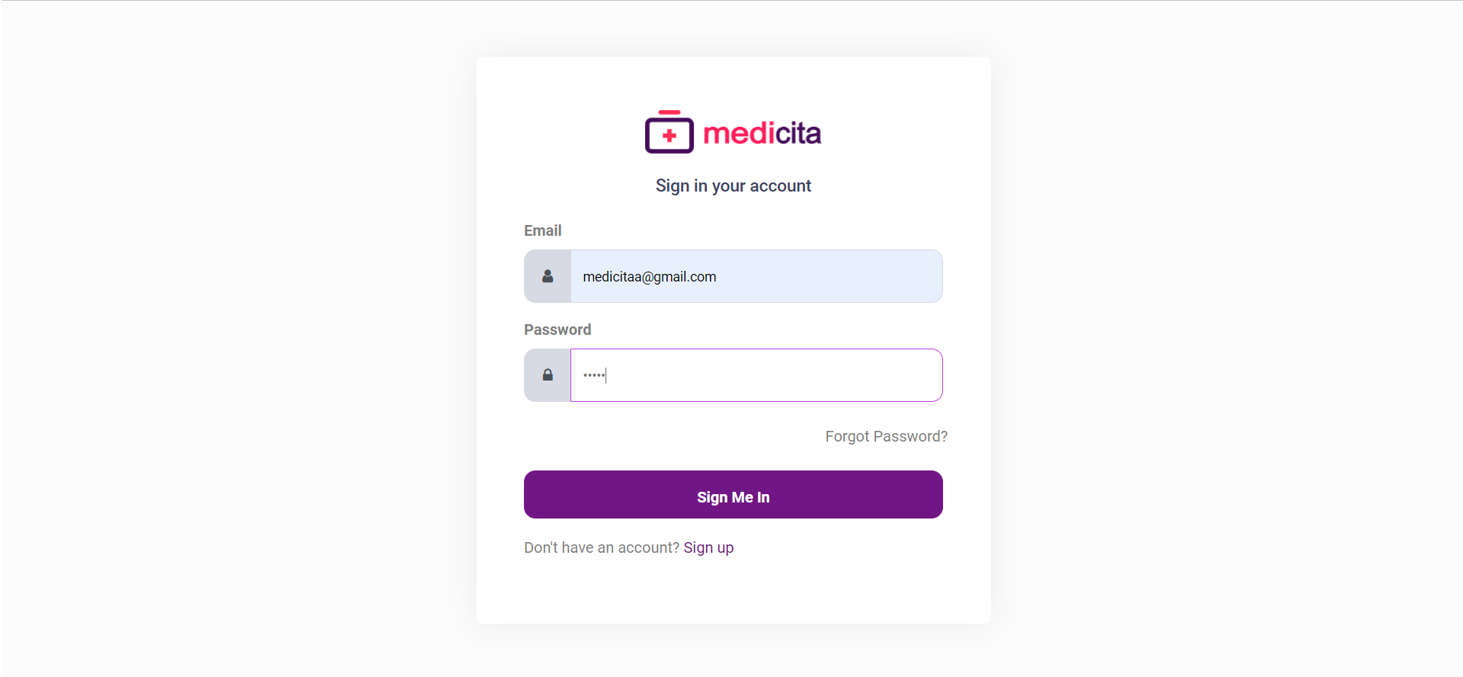 medicita
Sign in your account
Email
medicitaa@gmail.com
Password
•••••
Forgot Password?
Sign Me In
Don't have an account? Sign up